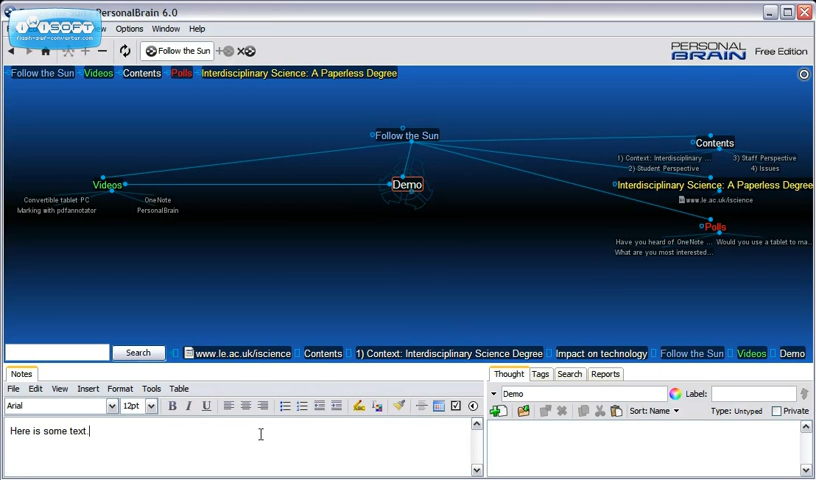 PersonalBrain 6.0
Options Window Help
iWiSOFT
flash-swf-converter.com
Follow the Sun
PERSONAL BRAIN Free Edition
Follow the Sun Videos Contents Polls Interdisciplinary Science: A Paperless Degree
Follow the Sun
Contents
1) Context: Interdisciplinary ... 3) Staff Perspective
2) Student Perspective 4) Issues
Videos
Demo
Interdisciplinary Science: A Paperless Degree
Convertible tablet PC OneNote
Marking with pdfannotator PersonalBrain
www.le.ac.uk/iscience
Polls
Have you heard of OneNote ... Would you use a tablet to ma...
What are you most interested...
Search www.le.ac.uk/iscience Contents 1) Context: Interdisciplinary Science Degree Impact on technology Follow the Sun Videos Demo
Notes
File Edit View Insert Format Tools Table
Arial 12pt B I U
Here is some text.
Thought Tags Search Reports
Demo Label:
Sort: Name Type: Untyped Private